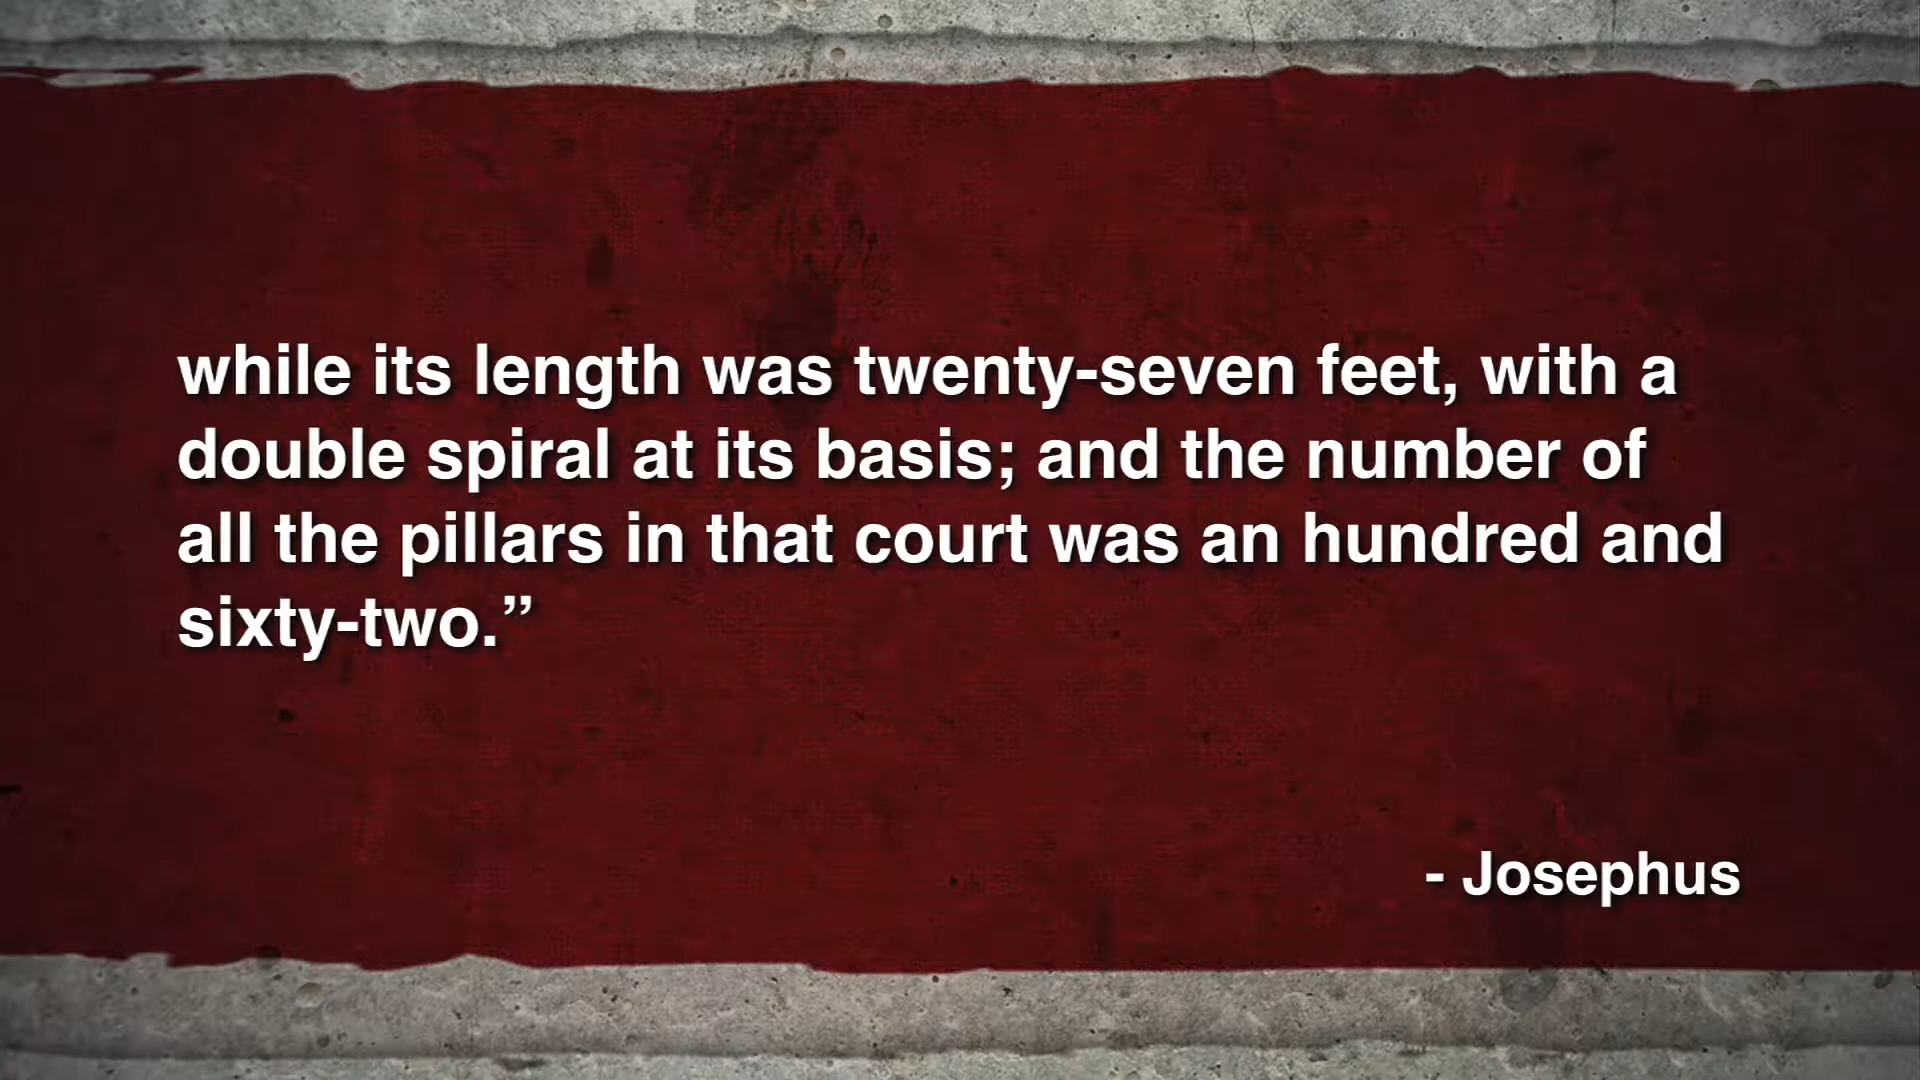 while its length was twenty-seven feet, with a
double spiral at its basis; and the number of
all the pillars in that court was an hundred and
sixty-two.”
- Josephus